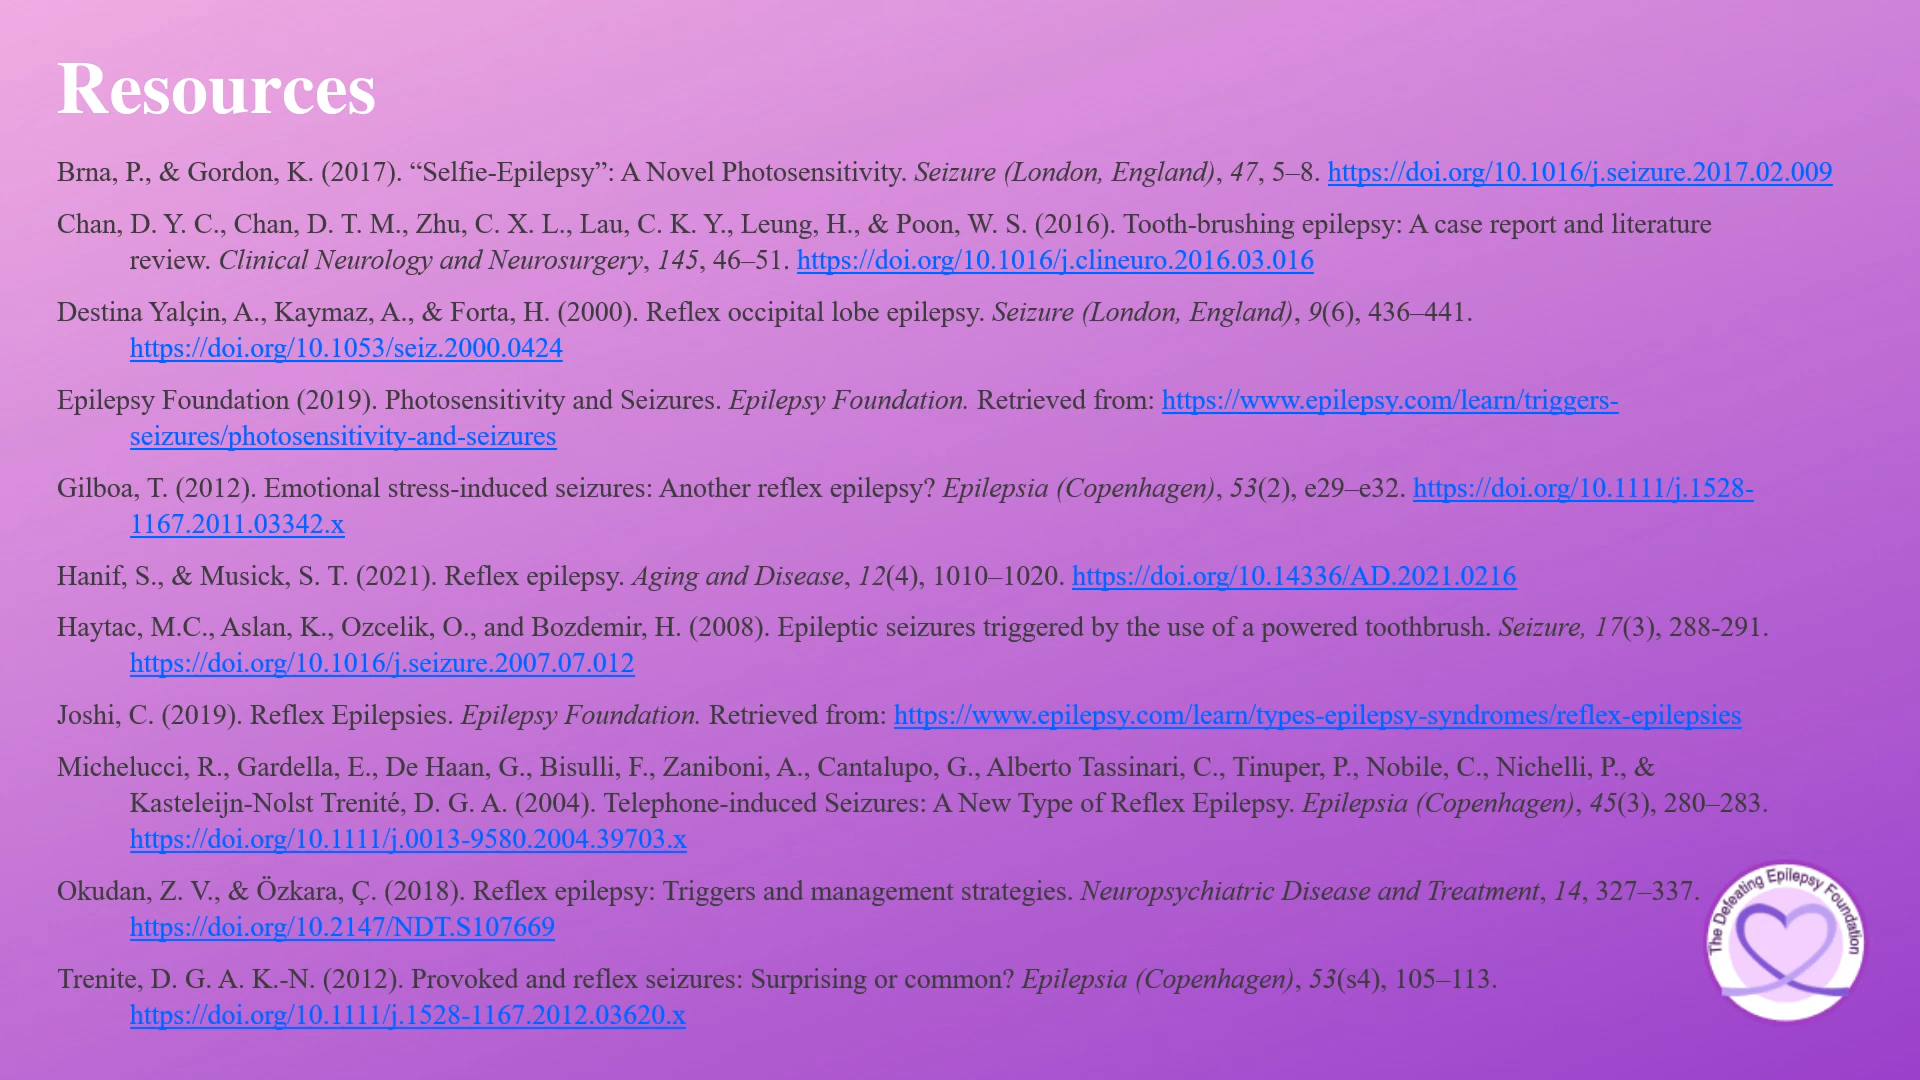 Resources
Brna, P., & Gordon, K. (2017). “Selfie-Epilepsy”: A Novel Photosensitivity. Seizure (London, England), 47, 5–8. https://doi.org/10.1016/j.seizure.2017.02.009
Chan, D. Y. C., Chan, D. T. M., Zhu, C. X. L., Lau, C. K. Y., Leung, H., & Poon, W. S. (2016). Tooth-brushing epilepsy: A case report and literature
review. Clinical Neurology and Neurosurgery, 145, 46–51. https://doi.org/10.1016/j.clineuro.2016.03.016
Destina Yalçin, A., Kaymaz, A., & Forta, H. (2000). Reflex occipital lobe epilepsy. Seizure (London, England), 9(6), 436–441.
https://doi.org/10.1053/seiz.2000.0424
Epilepsy Foundation (2019). Photosensitivity and Seizures. Epilepsy Foundation. Retrieved from: https://www.epilepsy.com/learn/triggers-
seizures/photosensitivity-and-seizures
Gilboa, T. (2012). Emotional stress-induced seizures: Another reflex epilepsy? Epilepsia (Copenhagen), 53(2), e29–e32. https://doi.org/10.1111/j.1528-
1167.2011.03342.x
Hanif, S., & Musick, S. T. (2021). Reflex epilepsy. Aging and Disease, 12(4), 1010–1020. https://doi.org/10.14336/AD.2021.0216
Haytac, M.C., Aslan, K., Ozcelik, O., and Bozdemir, H. (2008). Epileptic seizures triggered by the use of a powered toothbrush. Seizure, 17(3), 288-291.
https://doi.org/10.1016/j.seizure.2007.07.012
Joshi, C. (2019). Reflex Epilepsies. Epilepsy Foundation. Retrieved from: https://www.epilepsy.com/learn/types-epilepsy-syndromes/reflex-epilepsies
Michelucci, R., Gardella, E., De Haan, G., Bisulli, F., Zaniboni, A., Cantalupo, G., Alberto Tassinari, C., Tinuper, P., Nobile, C., Nichelli, P., &
Kasteleijn-Nolst Trenité, D. G. A. (2004). Telephone-induced Seizures: A New Type of Reflex Epilepsy. Epilepsia (Copenhagen), 45(3), 280–283.
https://doi.org/10.1111/j.0013-9580.2004.39703.x
Okudan, Z. V., & Özkara, Ç. (2018). Reflex epilepsy: Triggers and management strategies. Neuropsychiatric Disease and Treatment, 14, 327–337.
https://doi.org/10.2147/NDT.S107669
Trenite, D. G. A. K.-N. (2012). Provoked and reflex seizures: Surprising or common? Epilepsia (Copenhagen), 53(s4), 105–113.
https://doi.org/10.1111/j.1528-1167.2012.03620.x
The Defeating Epilepsy Foundation